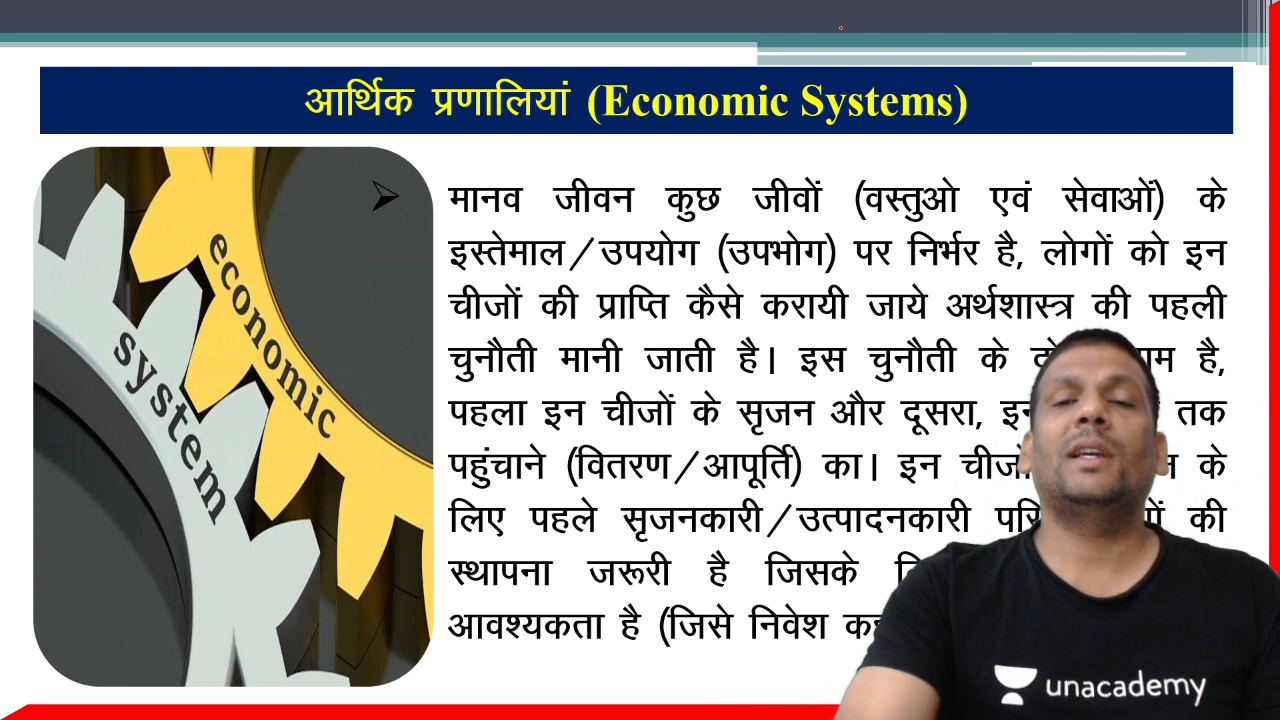 आर्थिक प्रणालियां (Economic Systems)
economic
system
मानव जीवन कुछ जीवों (वस्तुओ एवं सेवाओं) के
इस्तेमाल/उपयोग (उपभोग) पर निर्भर है, लोगों को इन
चीजों की प्राप्ति कैसे करायी जाये अर्थशास्त्र की पहली
चुनौती मानी जाती है। इस चुनौती के है,
पहला इन चीजों के सृजन और दूसरा, तक
पहुंचाने (वितरण/आपूर्ति) का। इन के
लिए पहले सृजनकारी/उत्पादनकारी की
स्थापना जरूरी है जिसके
आवश्यकता है (जिसे निवेश
unacademy